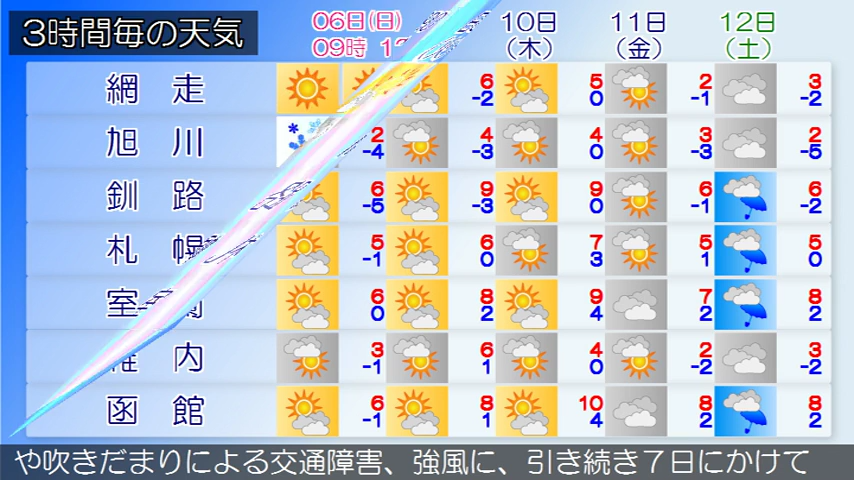 3時間毎の天気
06日(日) 10日 11日 12日
09時 12 (木) (金) (土)
網走 6 -2 5 0 2 -1 3 -2
旭川 2 -4 4 -3 4 0 3 -3 2 -5
釧路 6 -5 9 -3 9 0 6 -1 6 -2
札幌 5 -1 6 0 7 3 5 1 5 0
室蘭 6 0 8 2 9 4 7 2 8 2
稚内 3 -1 6 1 4 0 2 -2 3 -2
函館 6 -1 8 1 10 4 8 2 8 2
や吹きだまりによる交通障害、強風に、引き続き7日にかけて